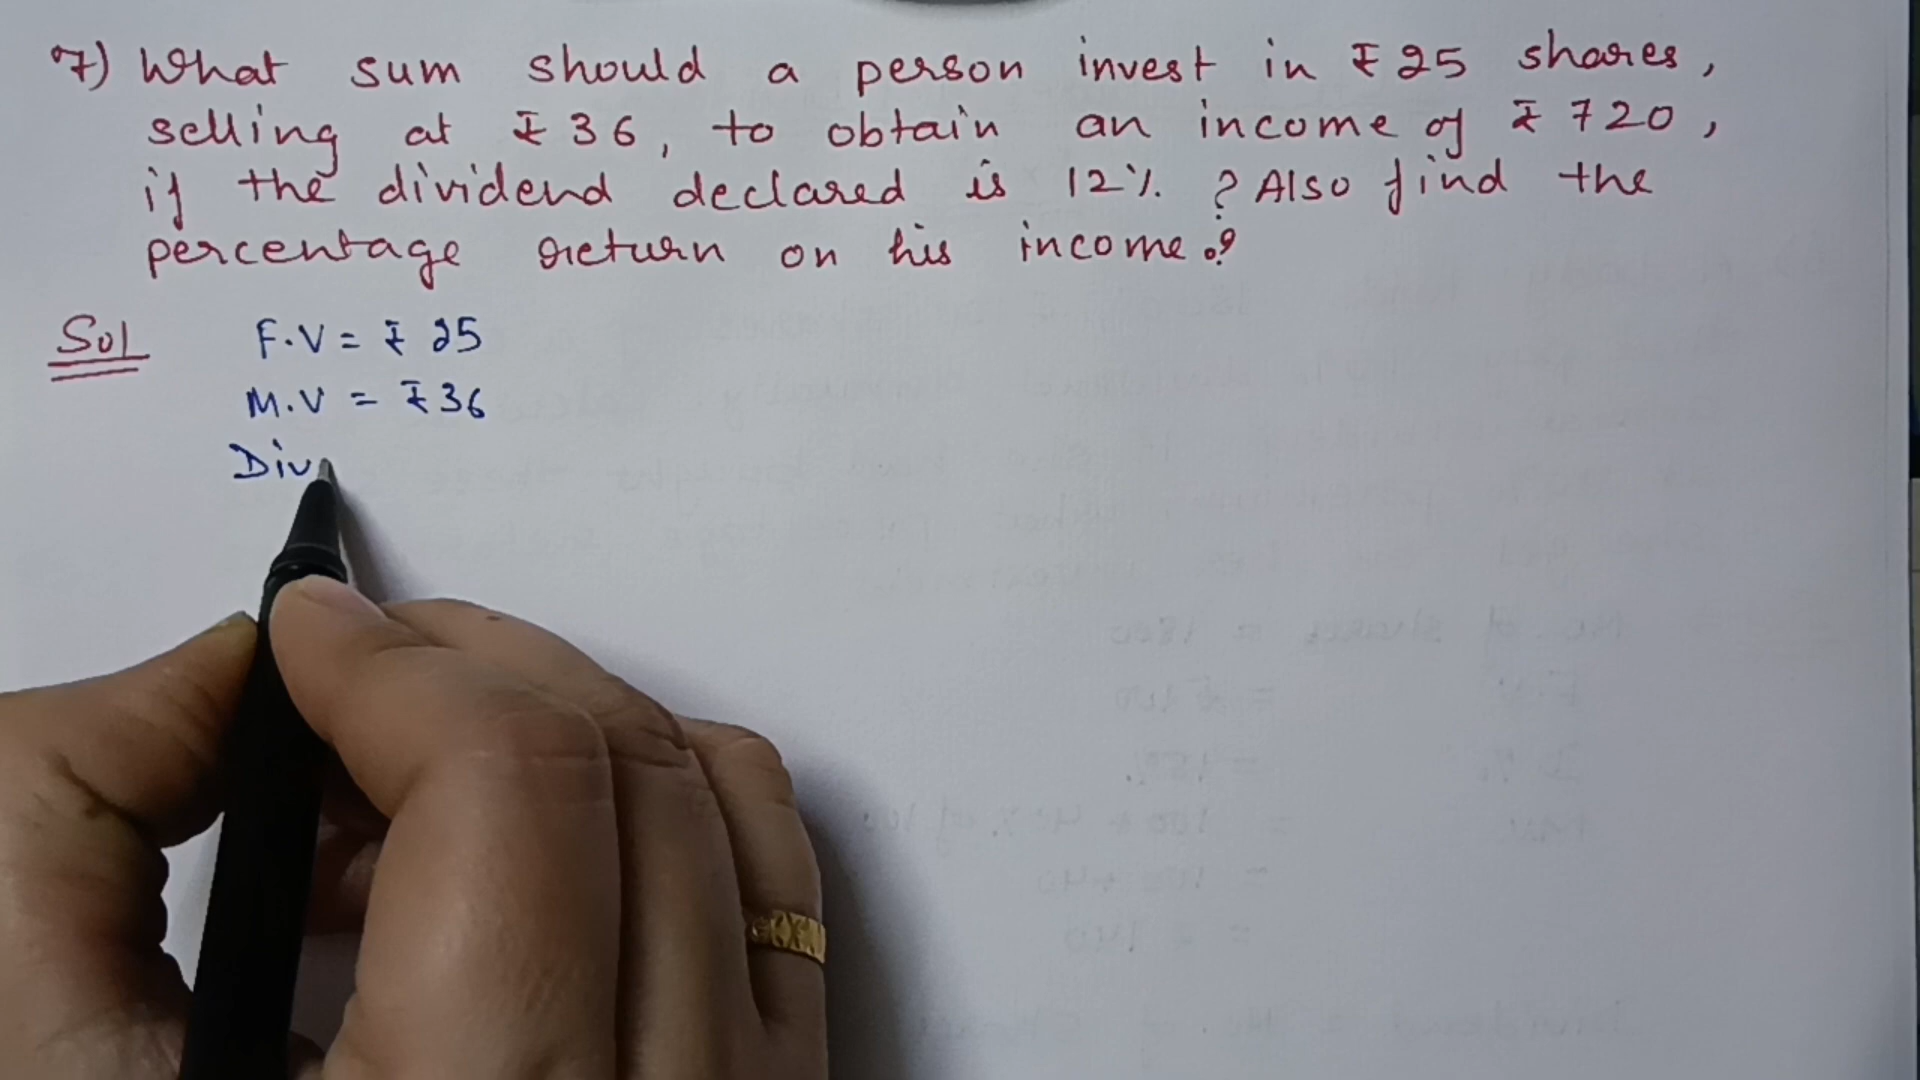 7) What sum should a person invest in ₹25 shares,
selling at ₹36, to obtain an income of ₹720,
if the dividend declared is 12%. ? Also find the
percentage return on his income.?
Sol
F.V = ₹ 25
M.V = ₹36
Div